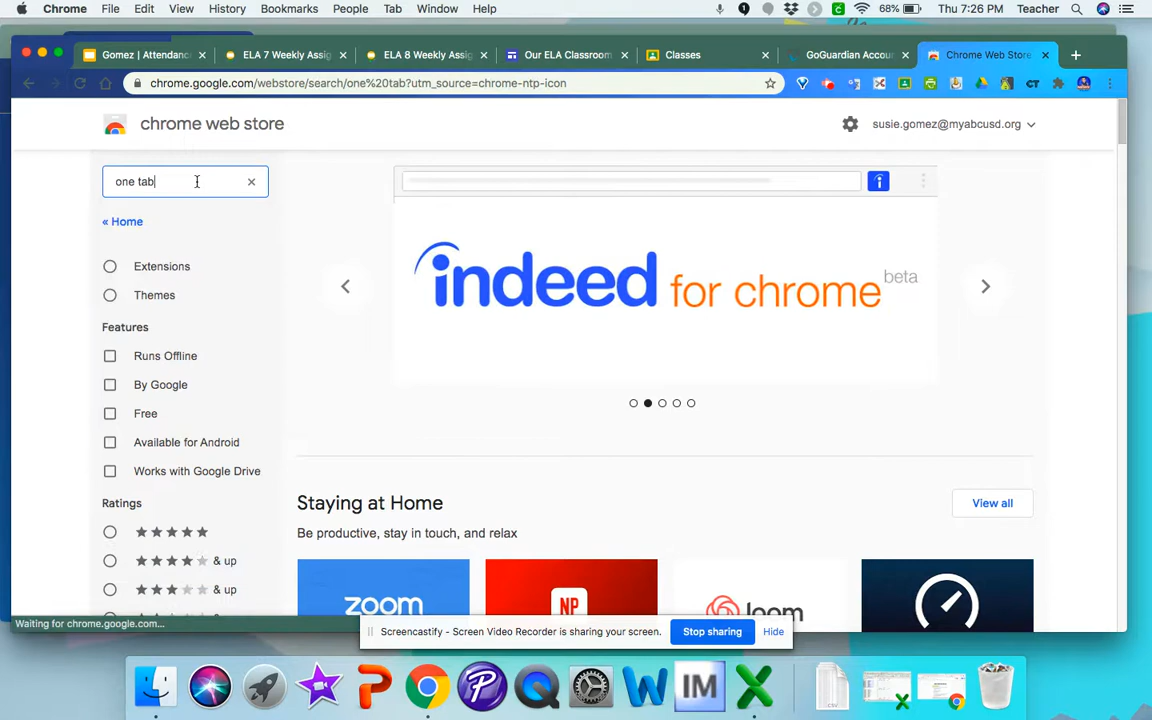 Chrome File Edit View History Bookmarks People Tab Window Help 68% Thu 7:26 PM Teacher
Gomez | Attendanc ELA 7 Weekly Assig ELA 8 Weekly Assig Our ELA Classroom Classes GoGuardian Accoun Chrome Web Store
chrome.google.com/webstore/search/one%20tab?utm_source=chrome-ntp-icon
CT
chrome web store
susie.gomez@myabcusd.org
one tab
« Home
Extensions
Themes
Features
Runs Offline
By Google
Free
Available for Android
Works with Google Drive
Ratings
& up
& up
i
indeed for chrome beta
Staying at Home
View all
Be productive, stay in touch, and relax
zoom
NP
loom
Waiting for chrome.google.com...
Screencastify - Screen Video Recorder is sharing your screen.
Stop sharing
Hide
P
W
IM
X
CSV